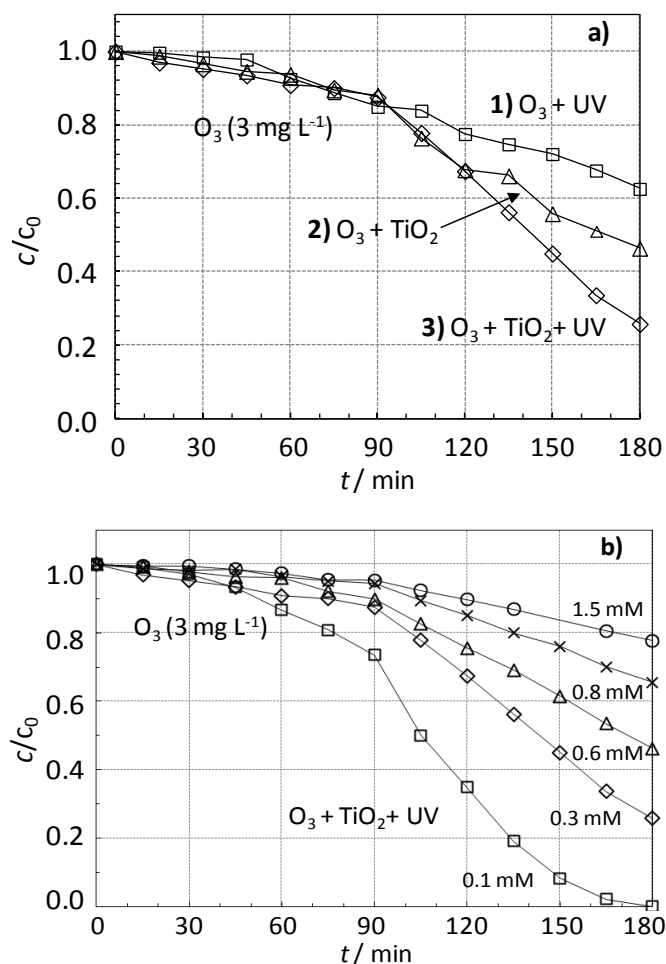 a)
1.0
1) O₃ + UV
0.8
O₃ (3 mg L⁻¹)
c/c₀
0.6
2) O₃ + TiO₂
0.4
3) O₃ + TiO₂ + UV
0.2
0.0
0 30 60 90 120 150 180
t / min
b)
1.0
1.5 mM
O₃ (3 mg L⁻¹)
0.8
0.8 mM
c/c₀
0.6
0.6 mM
0.4
0.3 mM
O₃ + TiO₂ + UV
0.2
0.1 mM
0.0
0 30 60 90 120 150 180
t / min